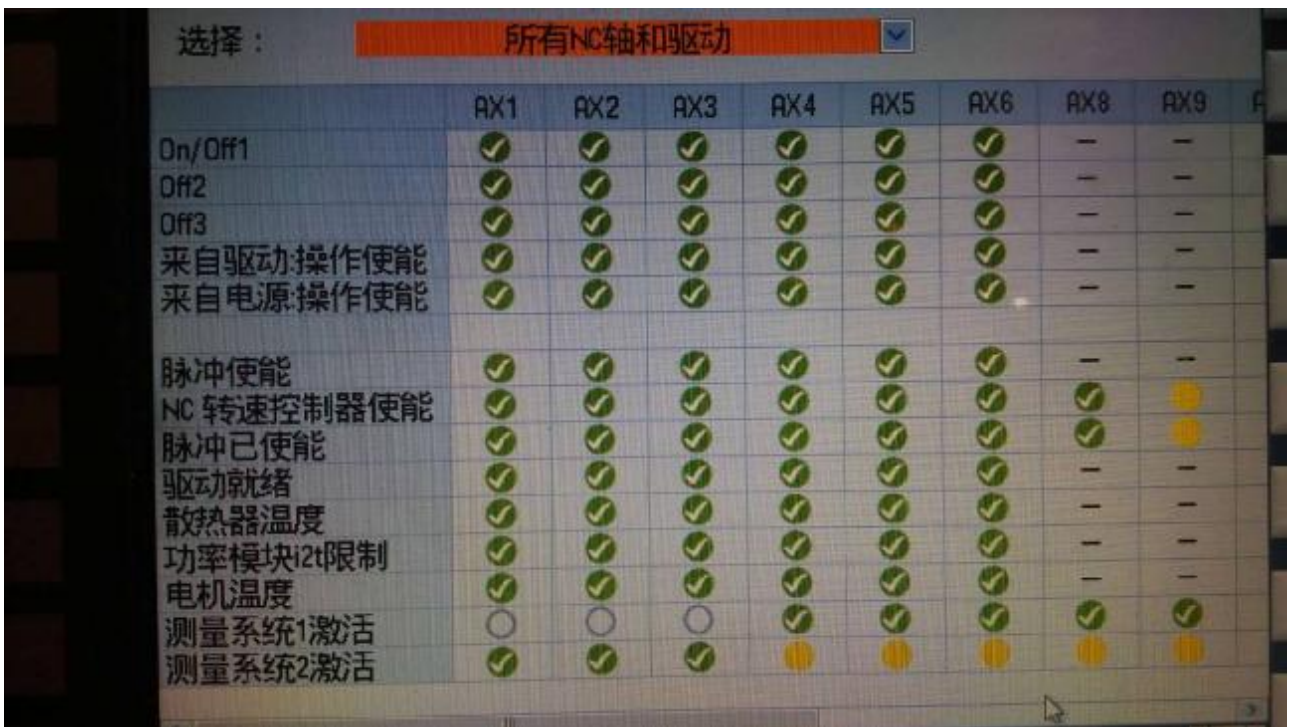 选择：
所有NC轴和驱动
AX1 AX2 AX3 AX4 AX5 AX6 AX8 AX9
On/Off1 — —
Off2 — —
Off3 — —
来自驱动:操作使能 — —
来自电源:操作使能 — —
脉冲使能 — —
NC 转速控制器使能
脉冲已使能
驱动就绪 — —
散热器温度 — —
功率模块i2t限制 — —
电机温度 — —
测量系统1激活
测量系统2激活